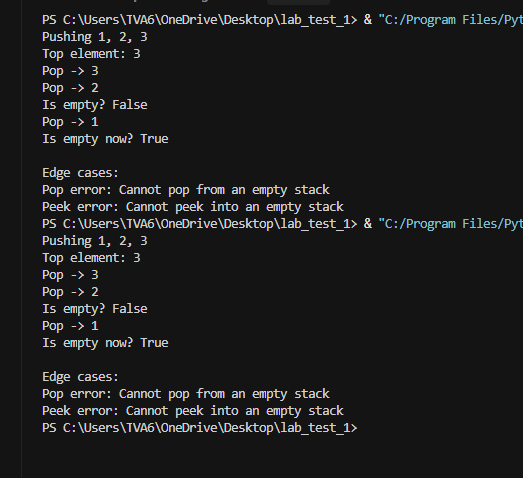 PS C:\Users\TVA6\OneDrive\Desktop\lab_test_1> & "C:/Program Files/Pyt
Pushing 1, 2, 3
Top element: 3
Pop -> 3
Pop -> 2
Is empty? False
Pop -> 1
Is empty now? True
Edge cases:
Pop error: Cannot pop from an empty stack
Peek error: Cannot peek into an empty stack
PS C:\Users\TVA6\OneDrive\Desktop\lab_test_1> & "C:/Program Files/Pyt
Pushing 1, 2, 3
Top element: 3
Pop -> 3
Pop -> 2
Is empty? False
Pop -> 1
Is empty now? True
Edge cases:
Pop error: Cannot pop from an empty stack
Peek error: Cannot peek into an empty stack
PS C:\Users\TVA6\OneDrive\Desktop\lab_test_1>